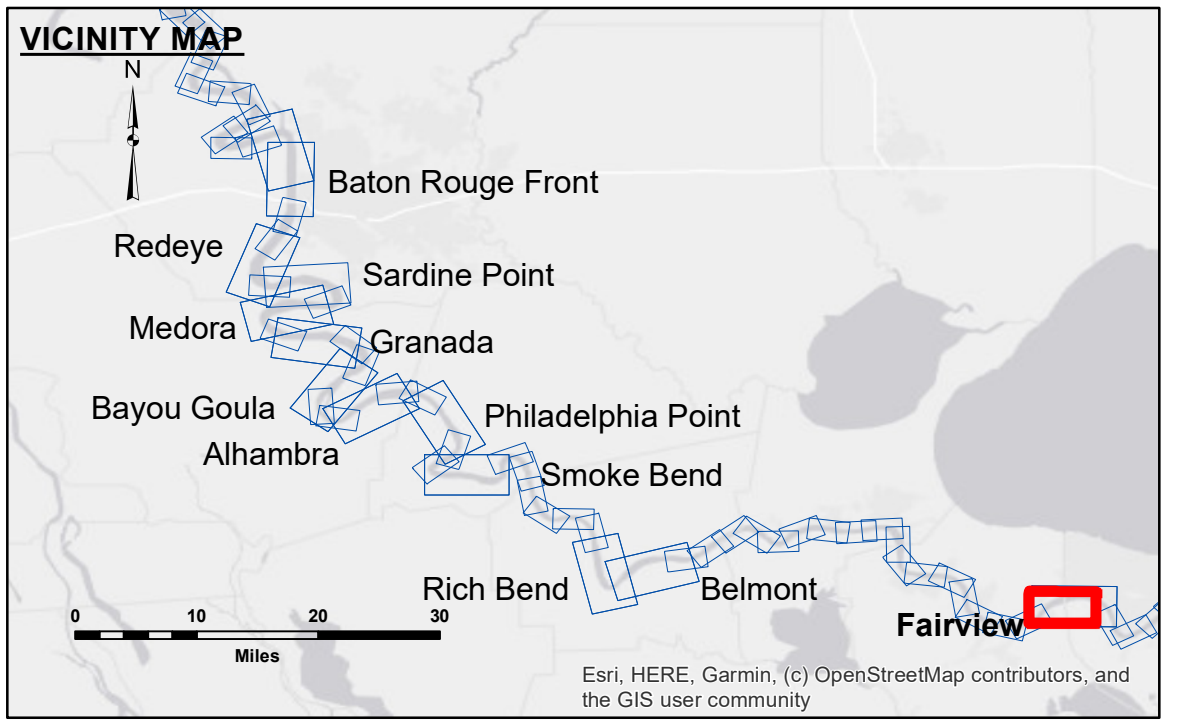 VICINITY MAP
N
Baton Rouge Front
Redeye
Sardine Point
Medora
Granada
Bayou Goula
Philadelphia Point
Alhambra
Smoke Bend
Rich Bend
Belmont
Fairview
0 10 20 30
Miles
Esri, HERE, Garmin, (c) OpenStreetMap contributors, and
the GIS user community